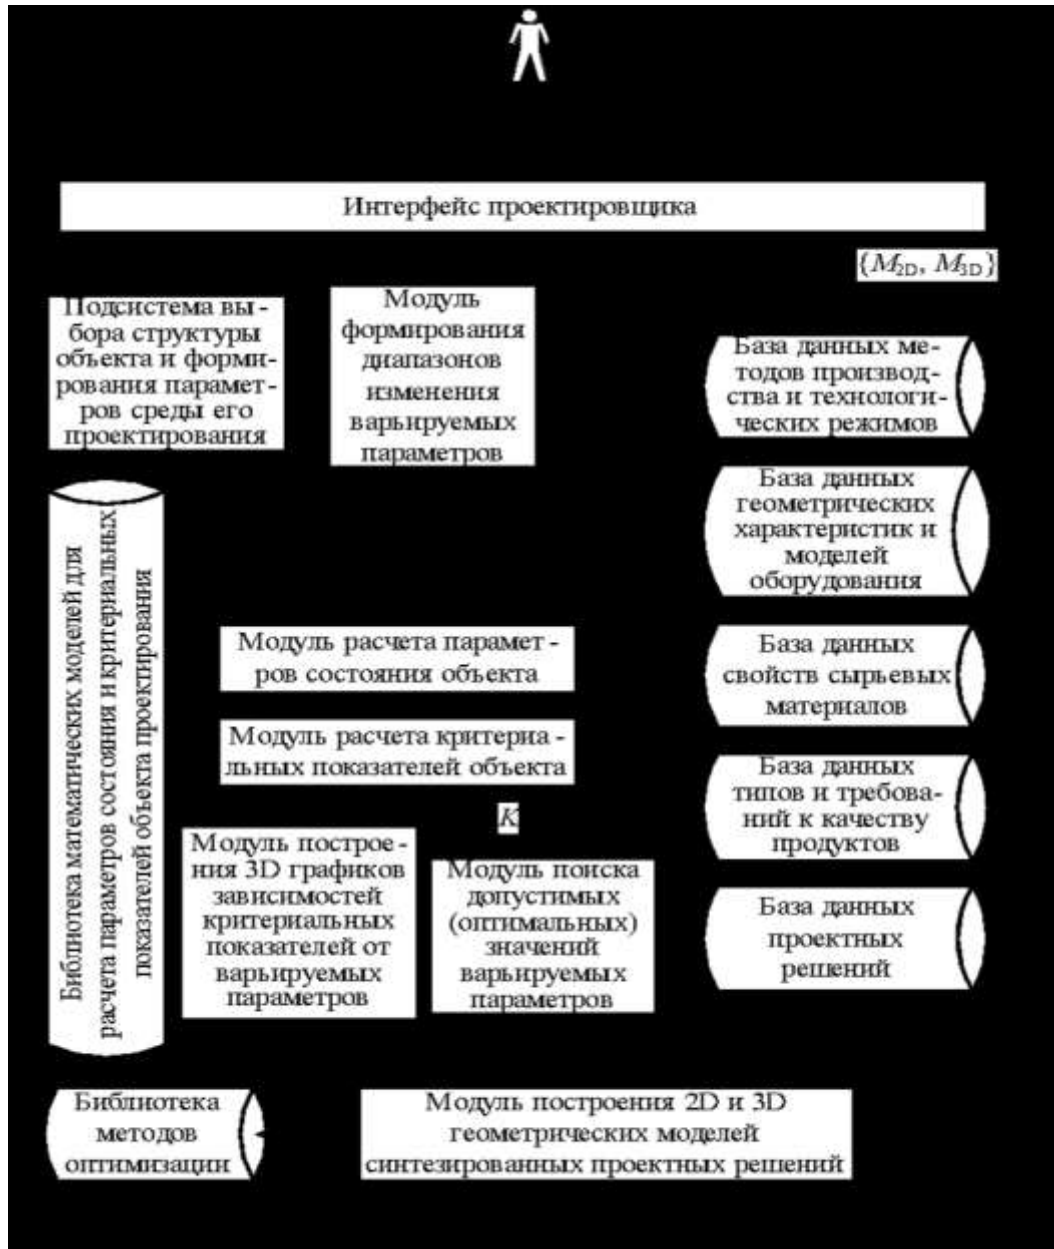 Интерфейс проектировщика
{M2D, M3D}
Подсистема вы -
бора структуры
объекта и форми-
рования парамет-
ров среды его
проектирования
Модуль
формирования
диапазонов
изменения
варьируемых
параметров
База данных ме-
тодов производ-
ства и технологи-
ческих режимов
База данных
геометрических
характеристик и
моделей
оборудования
Библиотека математических моделей для
расчета параметров состояния и критериальных
показателей объекта проектирования
Модуль расчета парамет -
ров состояния объекта
База данных
свойств сырьевых
материалов
Модуль расчета критериа -
льных показателей объекта
База данных
типов и требова-
ний к качеству
продуктов
K
Модуль построе -
ния 3D графиков
зависимостей
критериальных
показателей от
варьируемых
параметров
Модуль поиска
допустимых
(оптимальных)
значений
варьируемых
параметров
База данных
проектных
решений
Библиотека
методов
оптимизации
Модуль построения 2D и 3D
геометрических моделей
синтезированных проектных решений